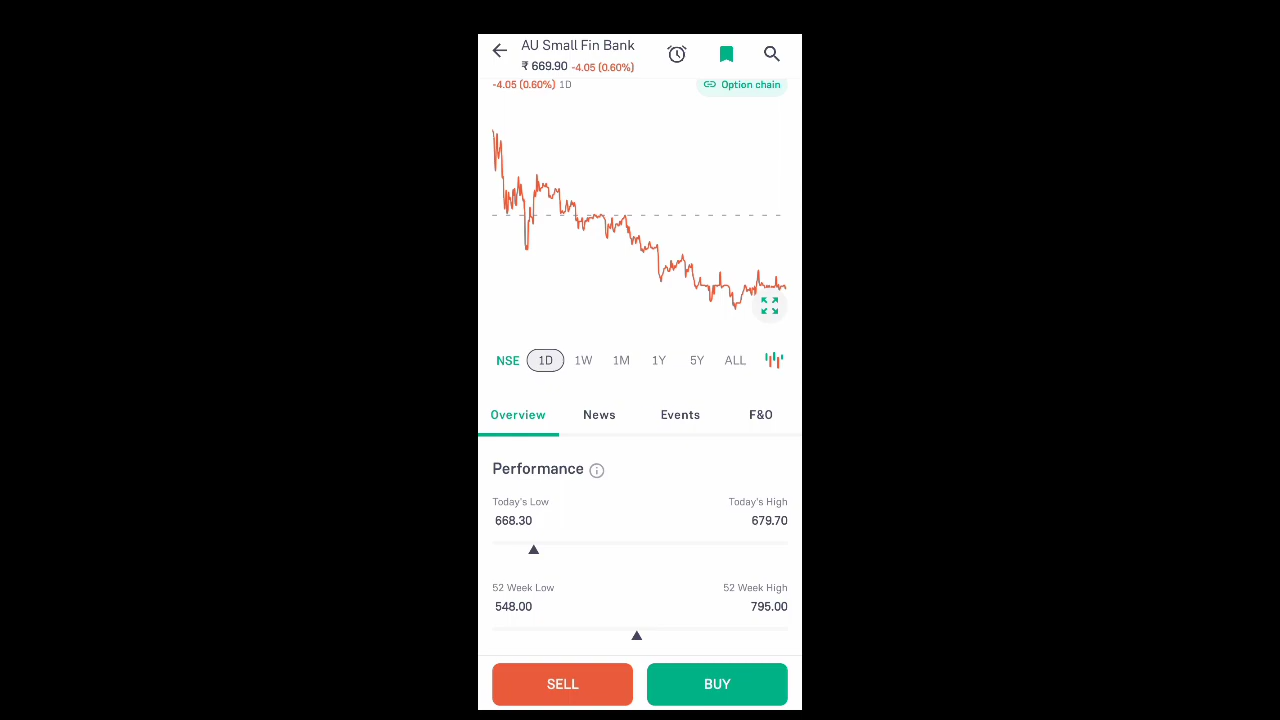 AU Small Fin Bank
₹ 669.90 -4.05 (0.60%)
-4.05 (0.60%) 1D
Option chain
NSE 1D 1W 1M 1Y 5Y ALL
Overview News Events F&O
Performance
Today's Low Today's High
668.30 679.70
52 Week Low 52 Week High
548.00 795.00
SELL BUY